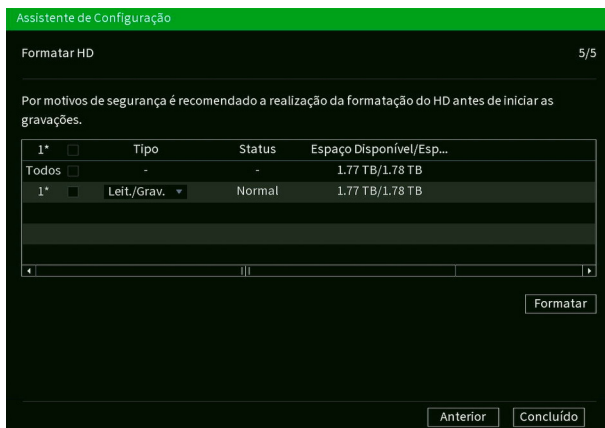 Assistente de Configuração
Formatar HD 5/5
Por motivos de segurança é recomendado a realização da formatação do HD antes de iniciar as
gravações.
1* Tipo Status Espaço Disponível/Esp...
Todos - - 1.77 TB/1.78 TB
1* Leit./Grav. Normal 1.77 TB/1.78 TB
Formatar
Anterior Concluído